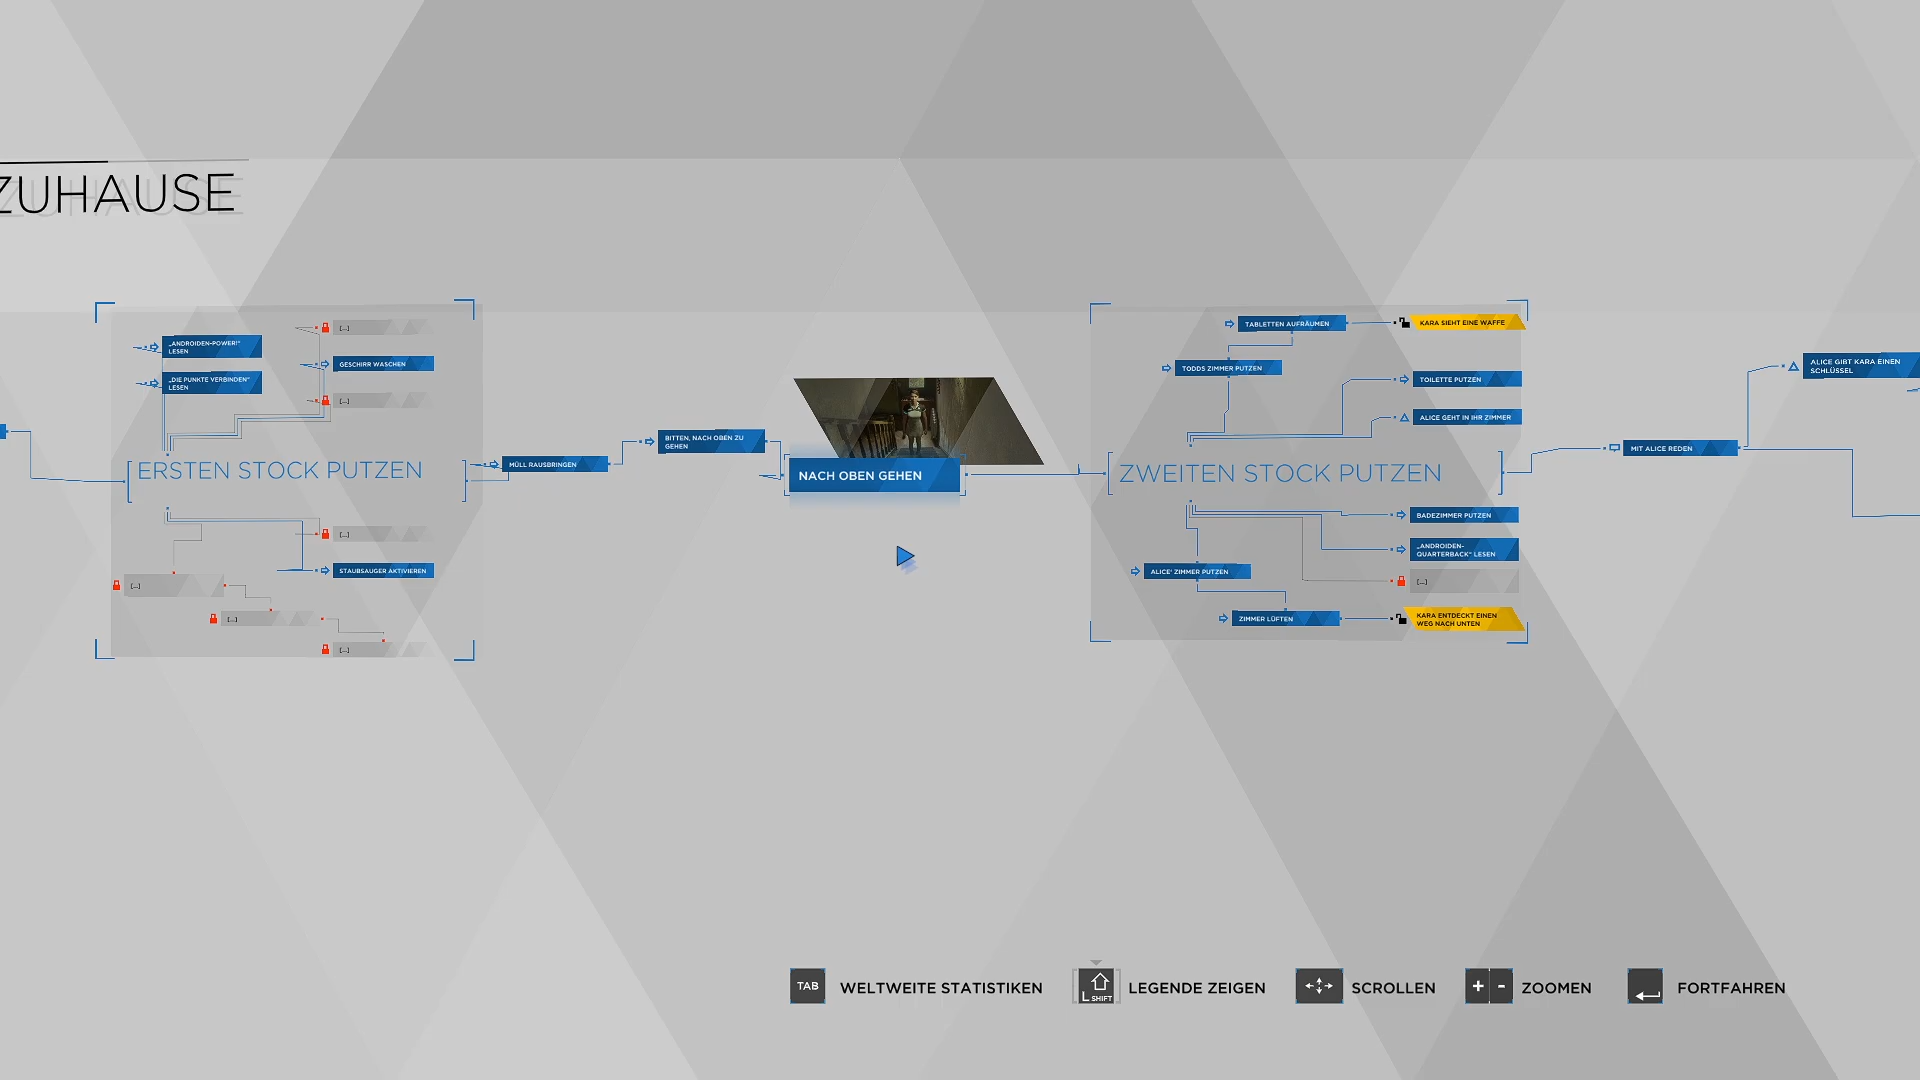 ZUHAUSE
„ANDROIDEN-POWER!"
LESEN
„DIE PUNKTE VERBINDEN"
LESEN
[...]
GESCHIRR WASCHEN
[...]
ERSTEN STOCK PUTZEN
[...]
STAUBSAUGER AKTIVIEREN
[...]
[...]
[...]
MÜLL RAUSBRINGEN
BITTEN, NACH OBEN ZU
GEHEN
NACH OBEN GEHEN
TABLETTEN AUFRÄUMEN
KARA SIEHT EINE WAFFE
TODDS ZIMMER PUTZEN
TOILETTE PUTZEN
ALICE GEHT IN IHR ZIMMER
ZWEITEN STOCK PUTZEN
BADEZIMMER PUTZEN
„ANDROIDEN-
QUARTERBACK" LESEN
ALICE' ZIMMER PUTZEN
[...]
ZIMMER LÜFTEN
KARA ENTDECKT EINEN
WEG NACH UNTEN
MIT ALICE REDEN
ALICE GIBT KARA EINEN
SCHLÜSSEL
TAB WELTWEITE STATISTIKEN
L SHIFT LEGENDE ZEIGEN
SCROLLEN
+ - ZOOMEN
FORTFAHREN